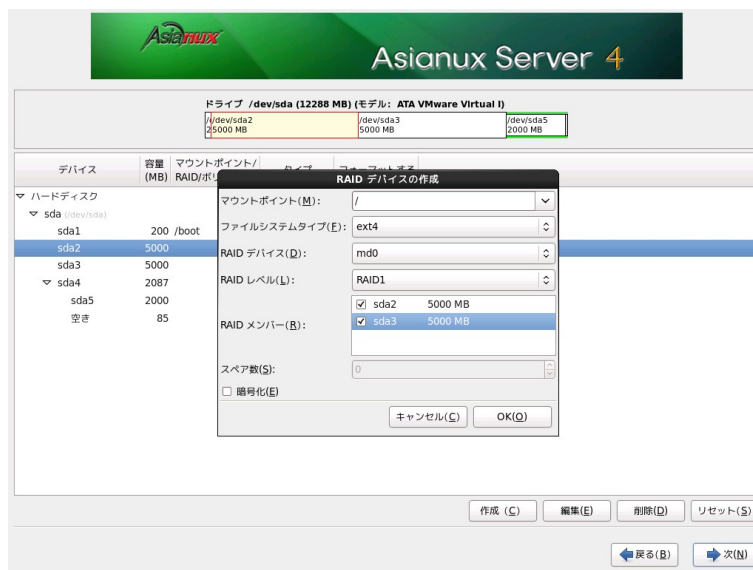 Asianux
Asianux Server 4
ドライブ /dev/sda (12288 MB) (モデル: ATA VMware Virtual I)
/dev/sda2
5000 MB
/dev/sda3
5000 MB
/dev/sda5
2000 MB
デバイス
容量
(MB)
マウントポイント/
RAID/ボリ
RAID デバイスの作成
▽ ハードディスク
▽ sda (/dev/sda)
sda1 200 /boot
sda2 5000
sda3 5000
▽ sda4 2087
sda5 2000
空き 85
マウントポイント(M): /
ファイルシステムタイプ(F): ext4
RAID デバイス(D): md0
RAID レベル(L): RAID1
RAID メンバー(R):
sda2 5000 MB
sda3 5000 MB
スペア数(S): 0
暗号化(E)
キャンセル(C) OK(O)
作成 (C) 編集(E) 削除(D) リセット(S)
戻る(B) 次(N)